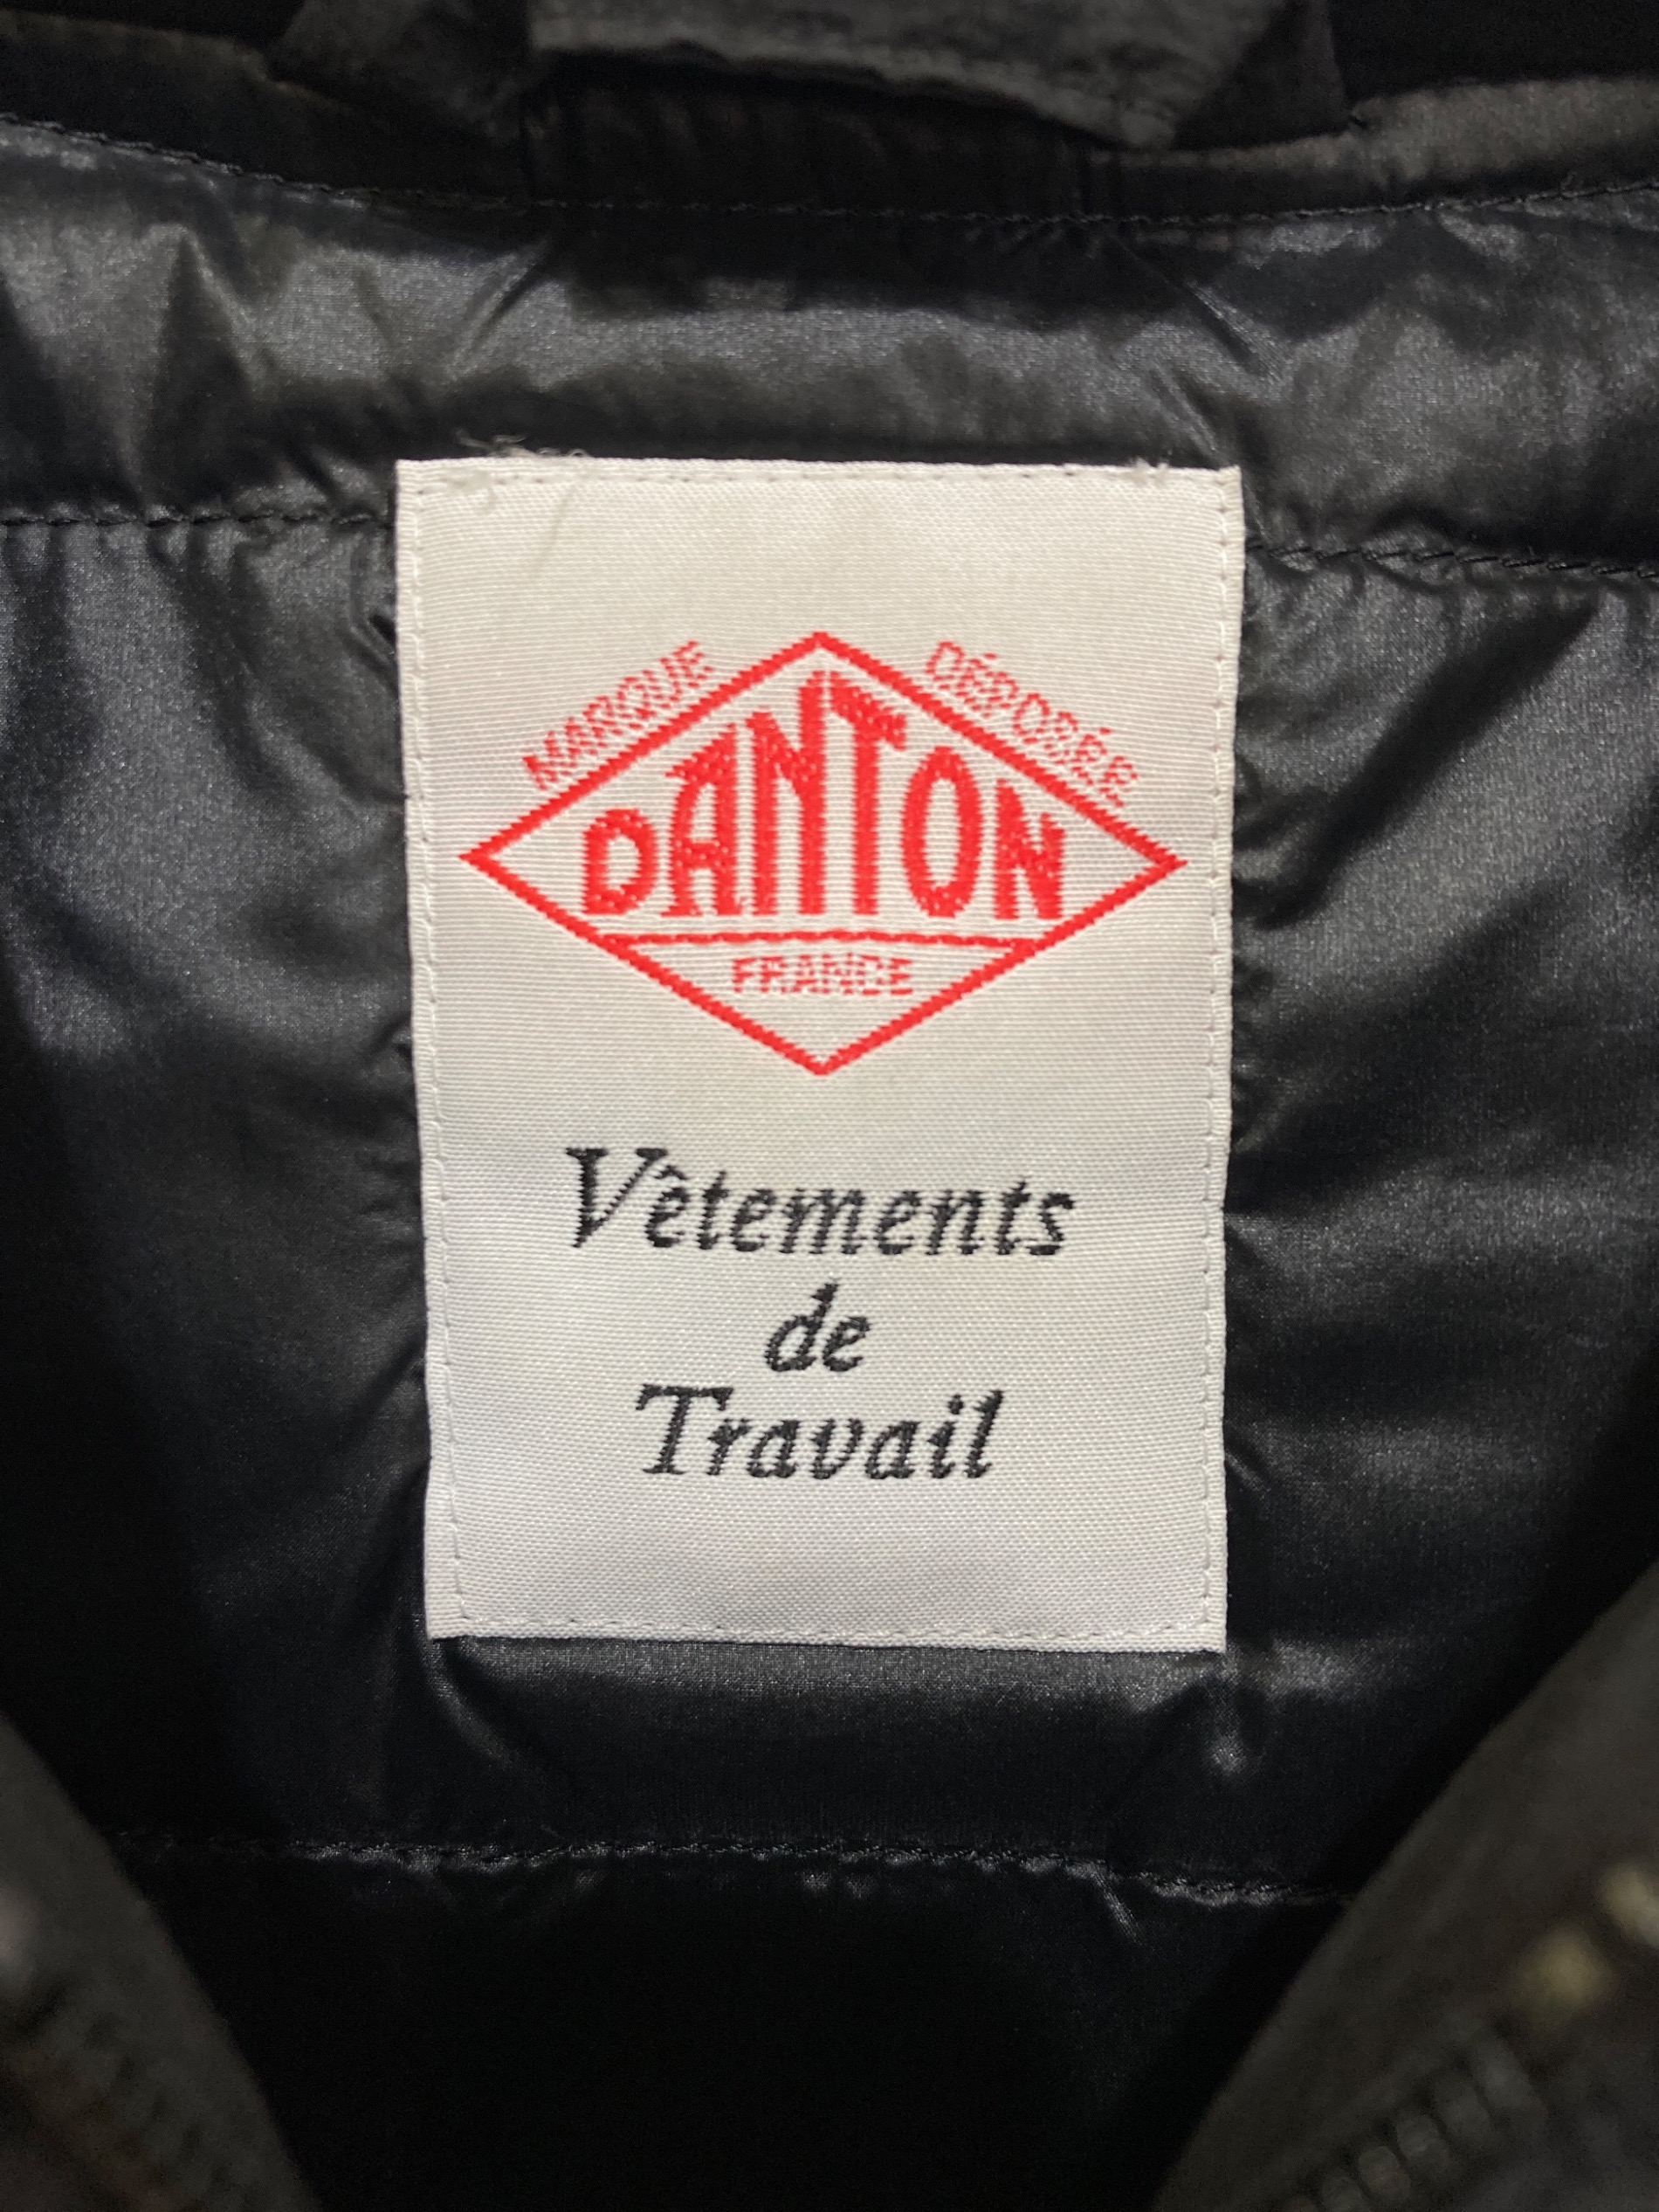 MARQUE DÉPOSÉE
DANTON
FRANCE
Vêtements
de
Travail